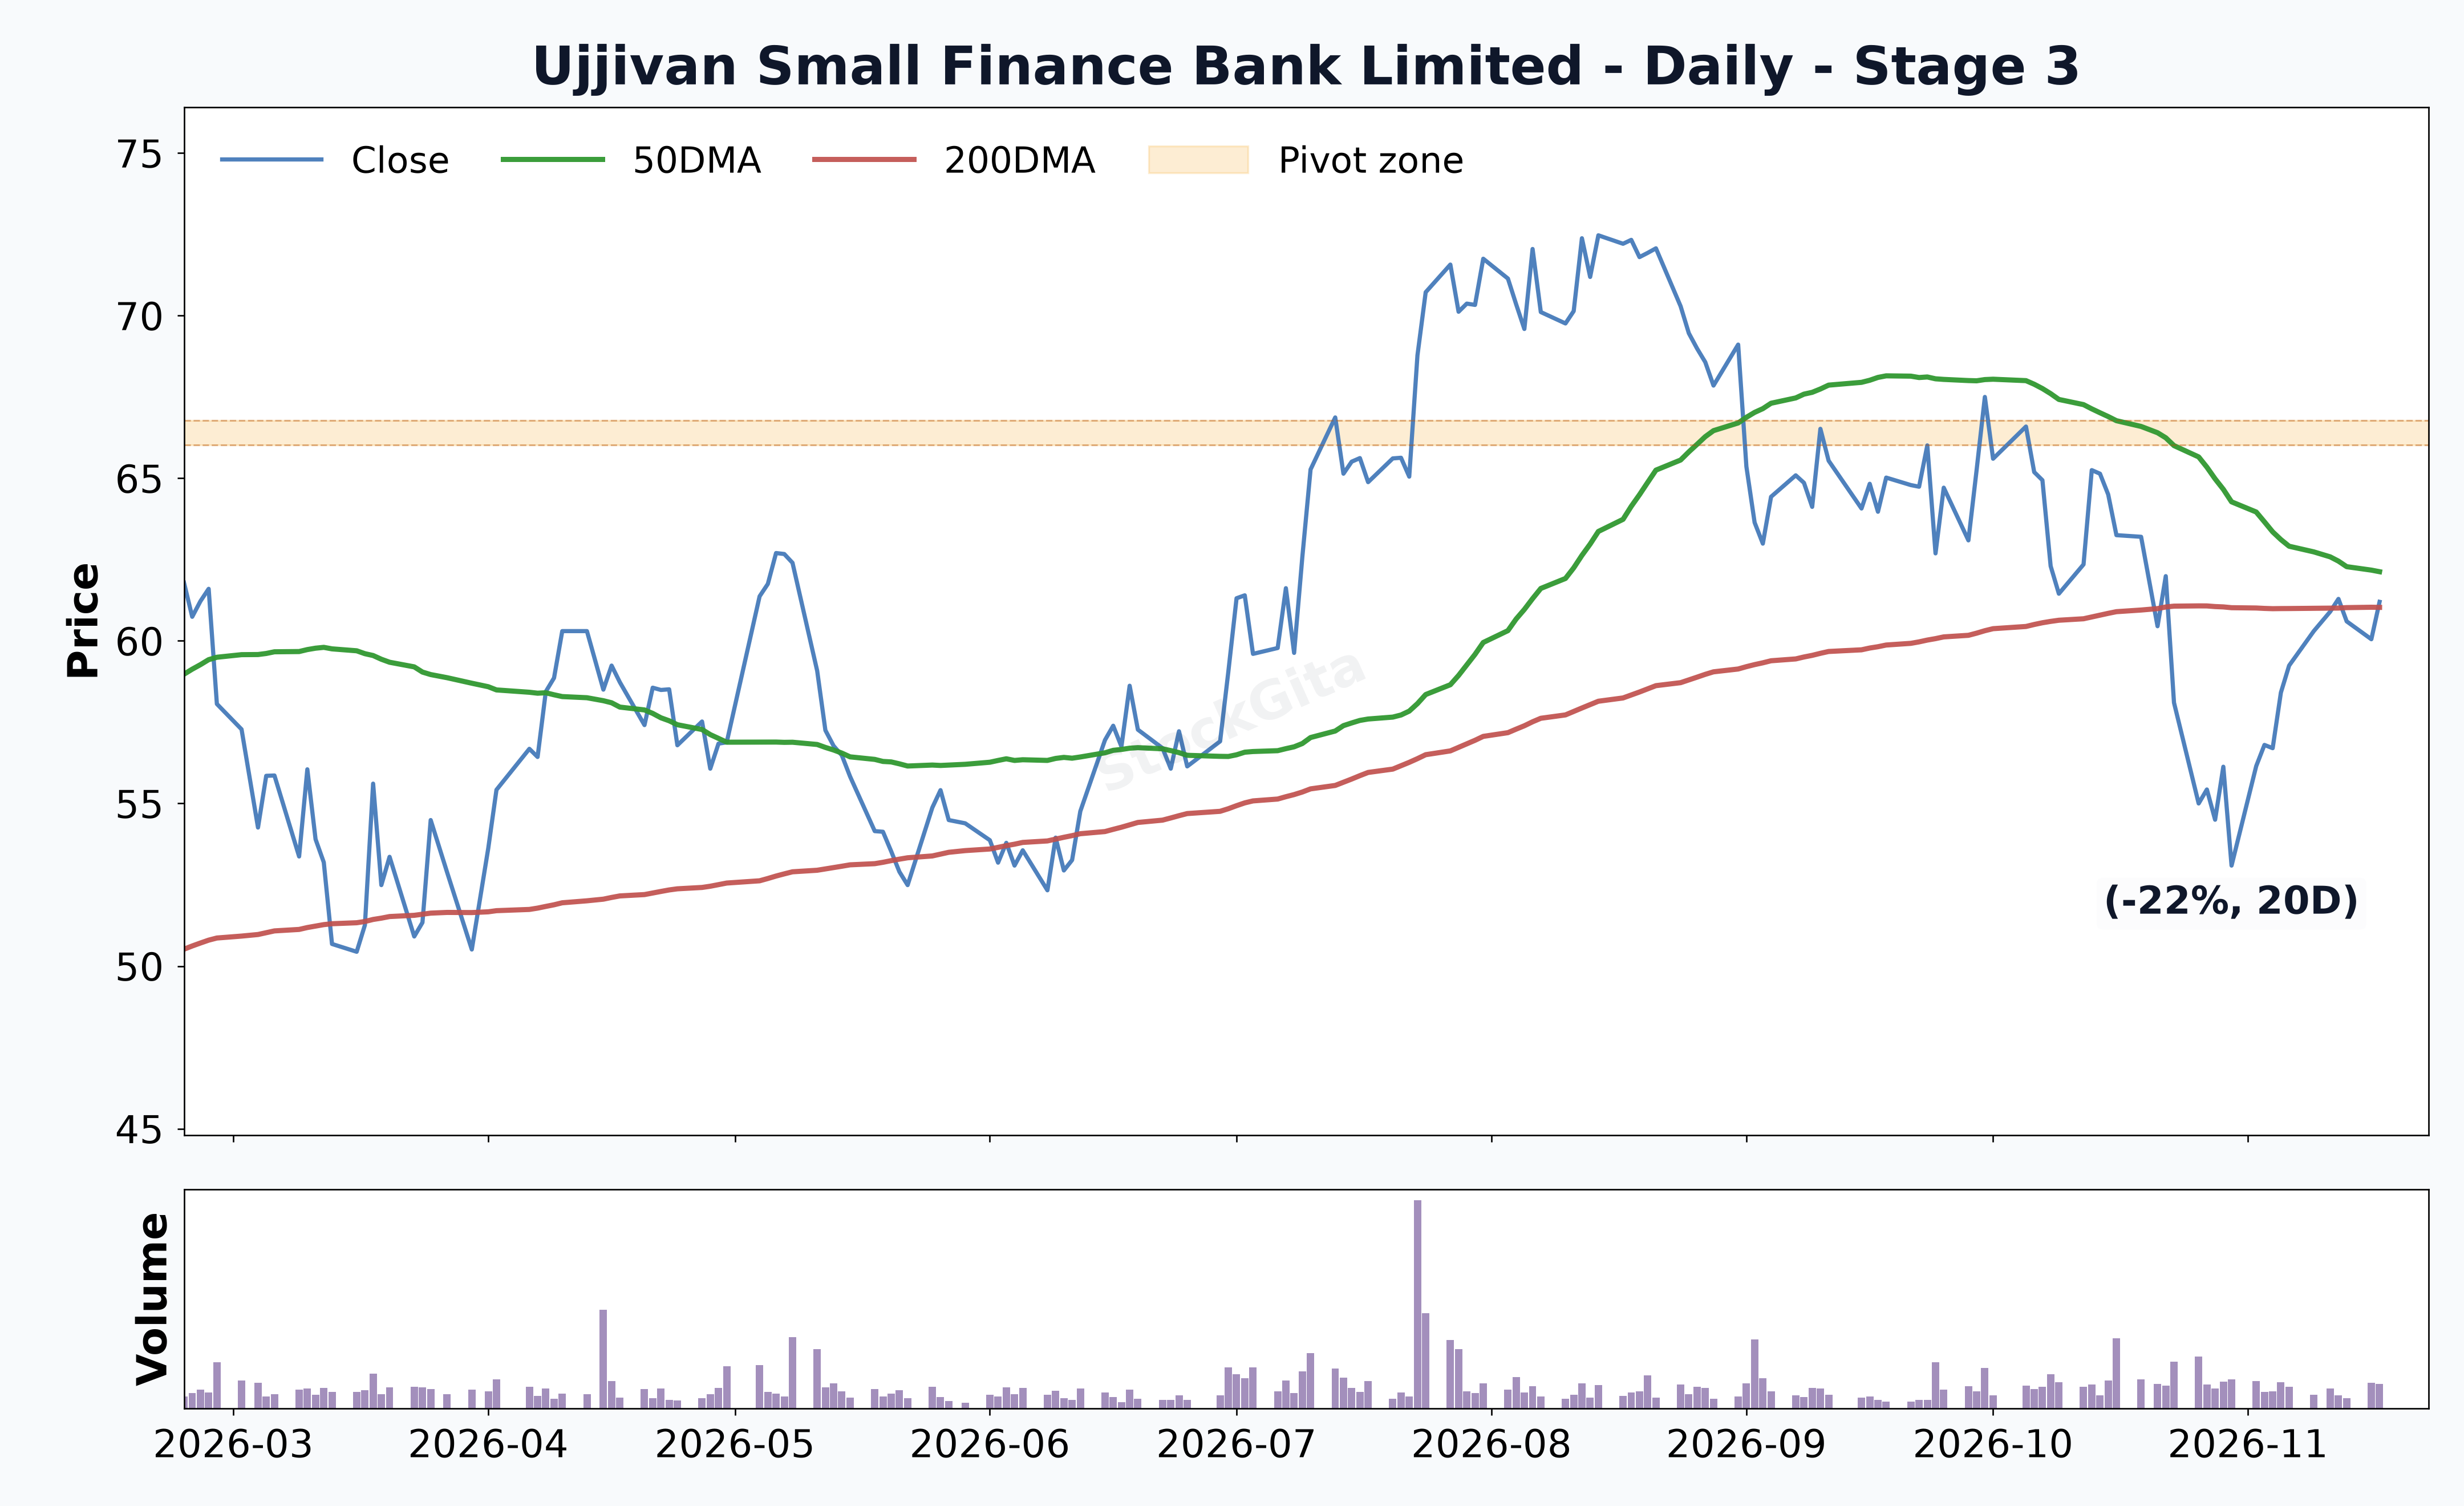 Ujjivan Small Finance Bank Limited - Daily - Stage 3
Close 50DMA 200DMA Pivot zone
75
70
65
60
55
50
45
Price
StockGita
(-22%, 20D)
Volume
2026-03 2026-04 2026-05 2026-06 2026-07 2026-08 2026-09 2026-10 2026-11